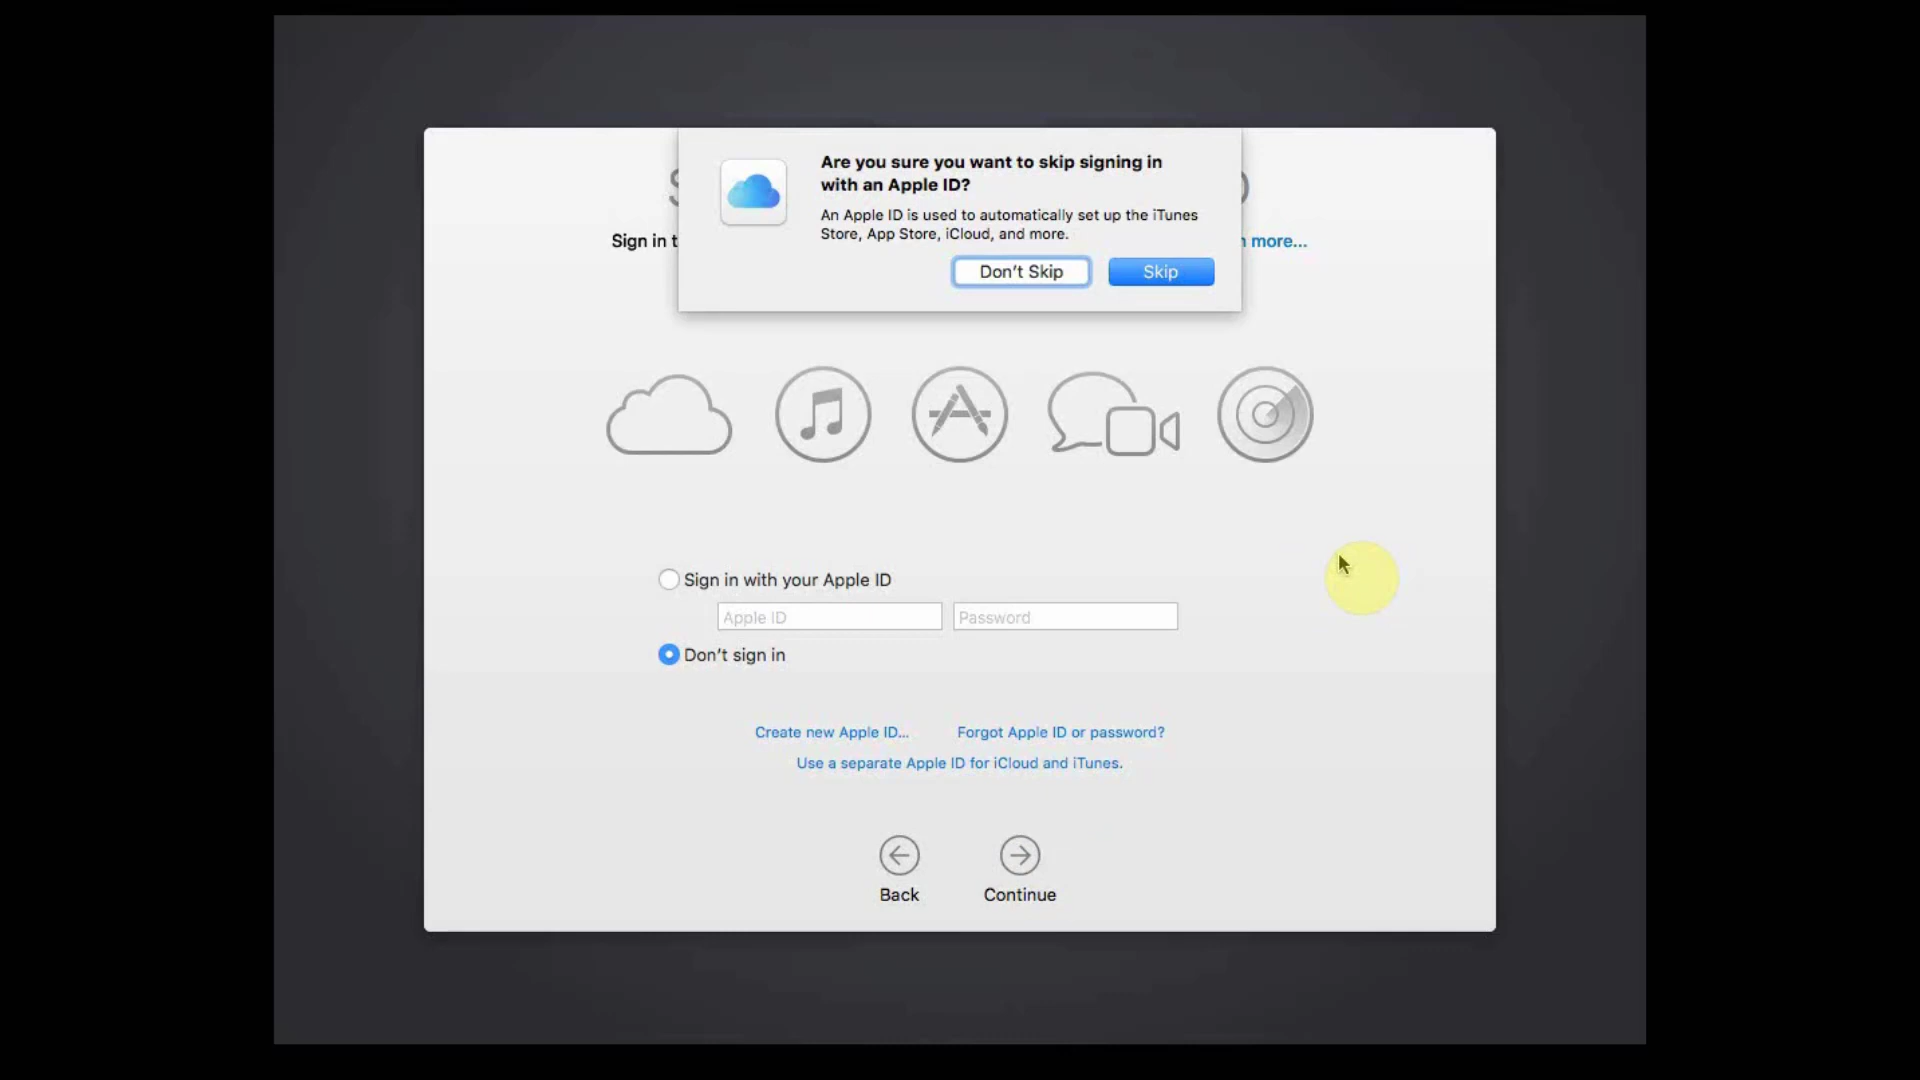 Are you sure you want to skip signing in
with an Apple ID?
An Apple ID is used to automatically set up the iTunes
Store, App Store, iCloud, and more.
Don't Skip
Skip
Sign in
more...
Sign in with your Apple ID
Apple ID
Password
Don't sign in
Create new Apple ID...
Forgot Apple ID or password?
Use a separate Apple ID for iCloud and iTunes.
Back
Continue